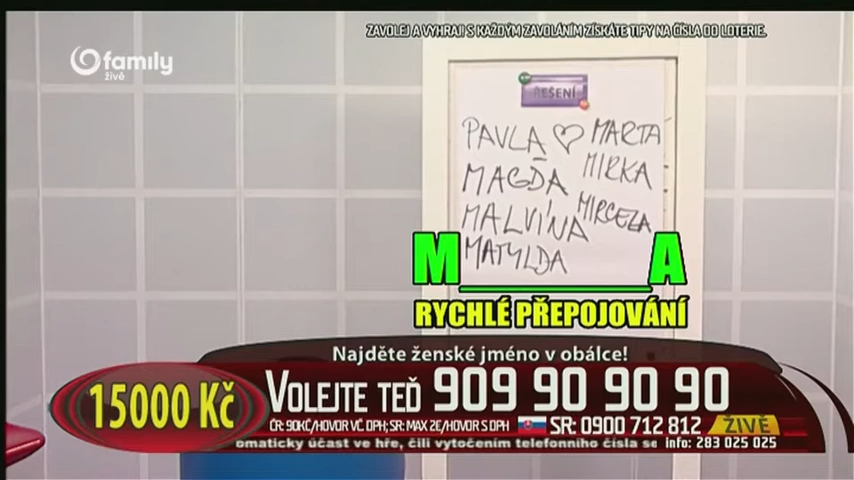 ZAVOLEJ A VYHRAJ! S KAŽDÝM ZAVOLÁNÍM ZÍSKÁTE TIPY NA ČÍSLA DO LOTERIE.
family
živě
ŘEŠENÍ
PAVLA ♡ MARTA
MIRKA
MAGDA
MIRCEZA
MALVÍNA
MATYLDA
M A
RYCHLÉ PŘEPOJOVÁNÍ
Najděte ženské jméno v obálce!
15000 Kč
VOLEJTE TEĎ 909 90 90 90
ČR: 90KČ/HOVOR VČ. DPH; SR: MAX 2E/HOVOR S DPH SR: 0900 712 812 ŽIVĚ
omaticky účast ve hře, čili vytočením telefonního čísla se info: 283 025 025